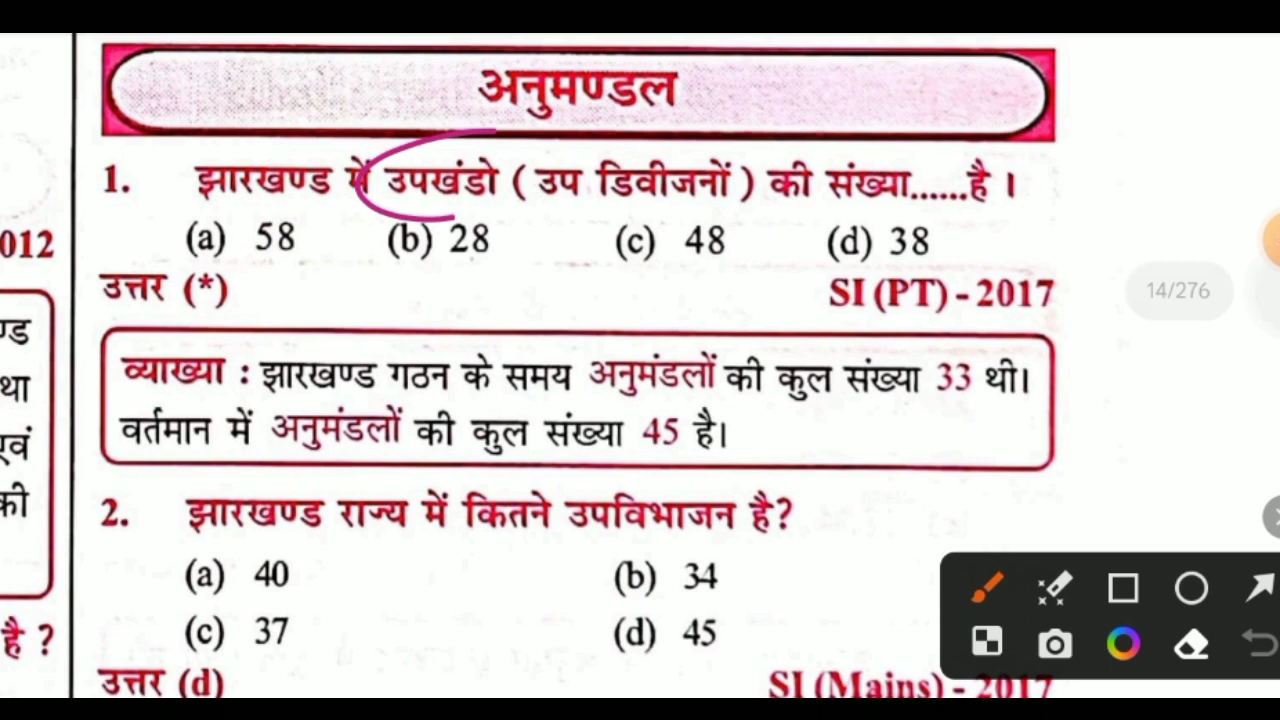 अनुमण्डल
1. झारखण्ड में उपखंडो ( उप डिवीजनों ) की संख्या......है ।
(a) 58 (b) 28 (c) 48 (d) 38
012
उत्तर (*) SI (PT) - 2017
14/276
ण्ड
व्याख्या : झारखण्ड गठन के समय अनुमंडलों की कुल संख्या 33 थी।
था
वर्तमान में अनुमंडलों की कुल संख्या 45 है।
एवं
की
2. झारखण्ड राज्य में कितने उपविभाजन है?
(a) 40 (b) 34
(c) 37 (d) 45
है ?
उत्तर (d) SI (Mains) - 2017